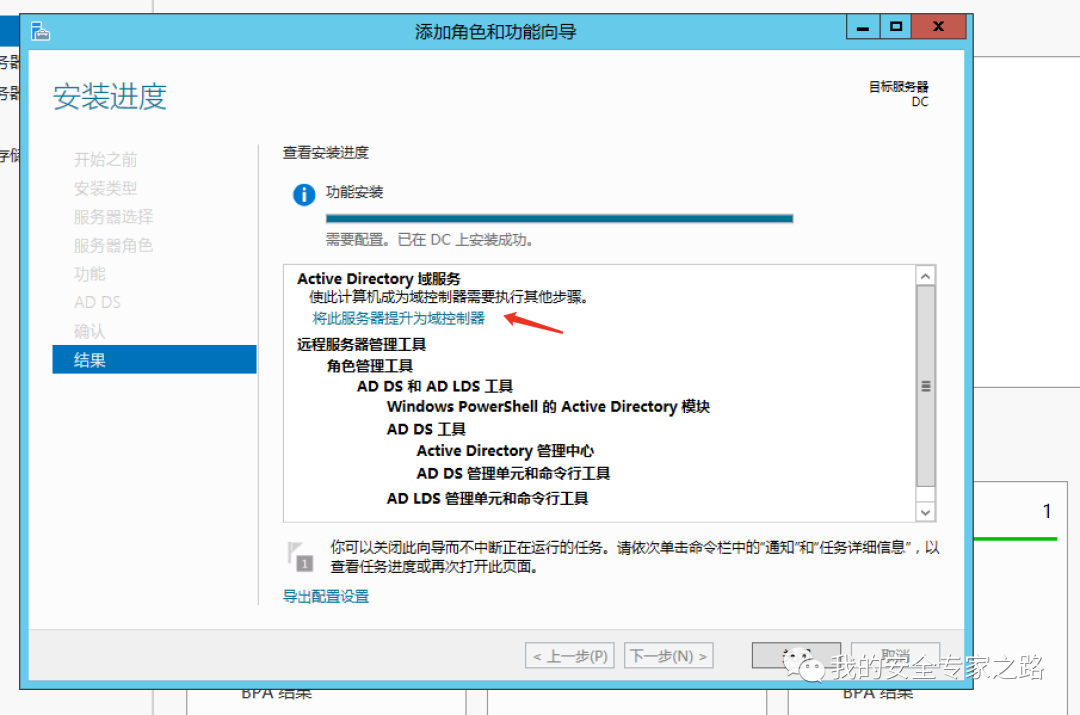 添加角色和功能向导
安装进度
目标服务器
DC
开始之前
安装类型
服务器选择
服务器角色
功能
AD DS
确认
结果
查看安装进度
功能安装
需要配置。已在 DC 上安装成功。
Active Directory 域服务
使此计算机成为域控制器需要执行其他步骤。
将此服务器提升为域控制器
远程服务器管理工具
角色管理工具
AD DS 和 AD LDS 工具
Windows PowerShell 的 Active Directory 模块
AD DS 工具
Active Directory 管理中心
AD DS 管理单元和命令行工具
AD LDS 管理单元和命令行工具
1
你可以关闭此向导而不中断正在运行的任务。请依次单击命令栏中的"通知"和"任务详细信息"，以
查看任务进度或再次打开此页面。
导出配置设置
< 上一步(P)
下一步(N) >
取消
我的安全专家之路
1
BPA 结果
BPA 结果